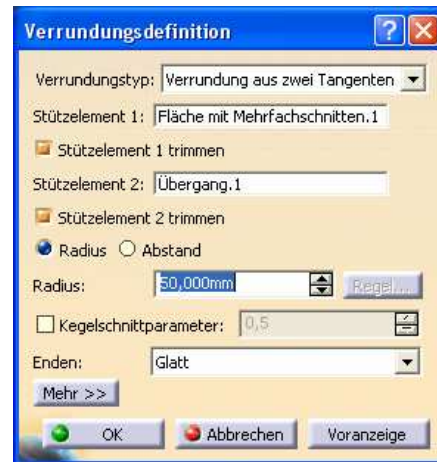 Verrundungsdefinition
Verrundungstyp: Verrundung aus zwei Tangenten
Stützelement 1: Fläche mit Mehrfachschnitten.1
Stützelement 1 trimmen
Stützelement 2: Übergang.1
Stützelement 2 trimmen
Radius Abstand
Radius: 50,000mm Regel...
Kegelschnittparameter: 0,5
Enden: Glatt
Mehr >>
OK Abbrechen Voranzeige